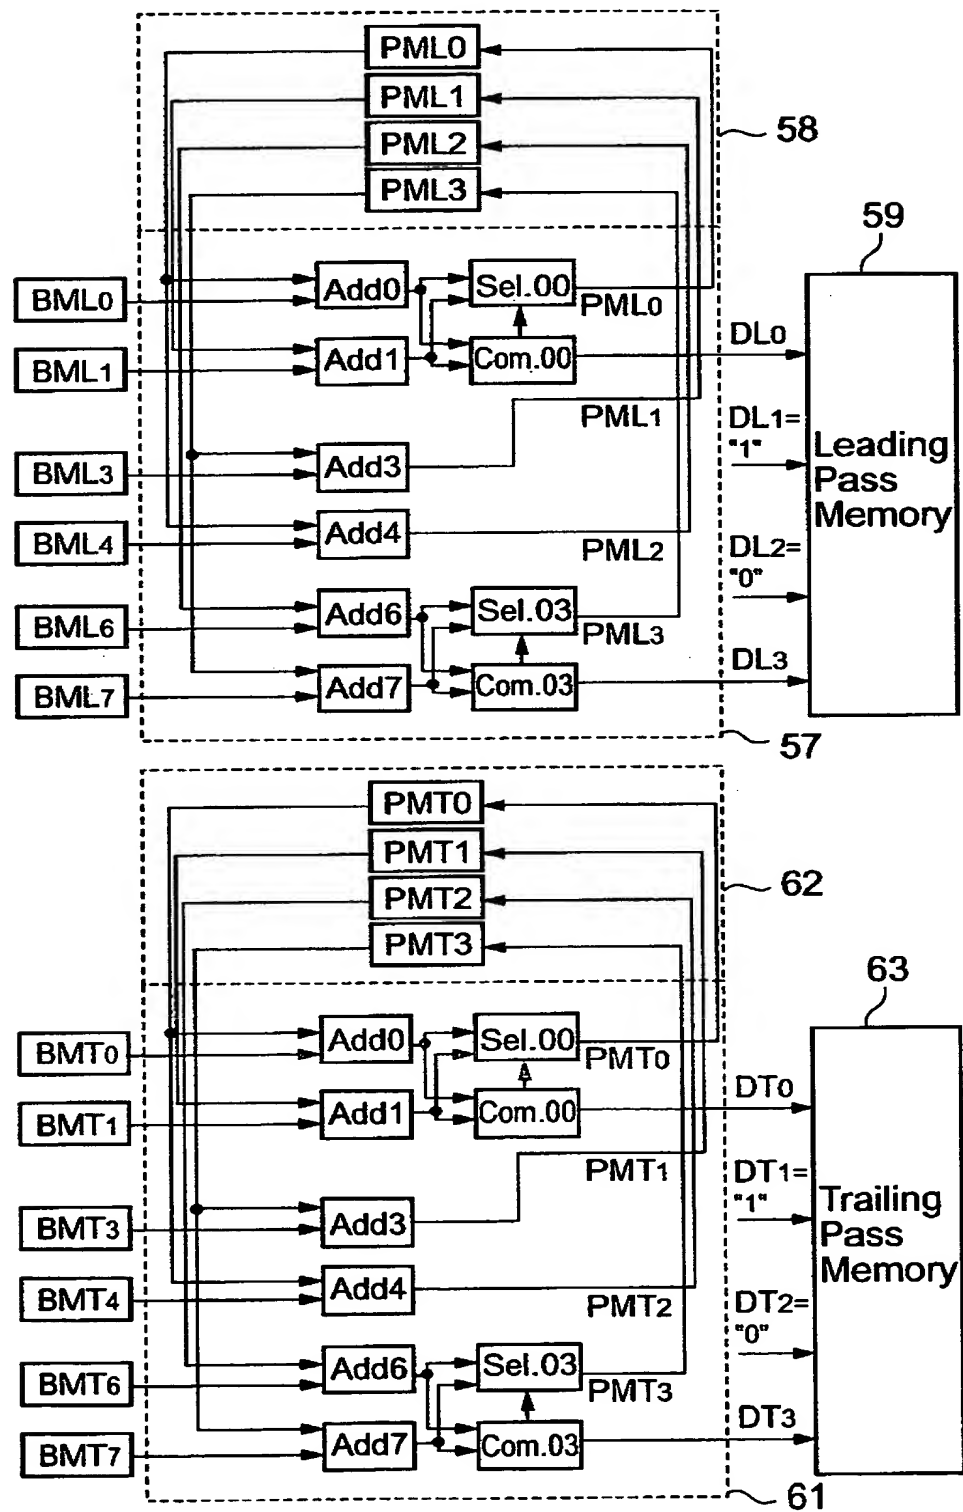 PML0
PML1
PML2
PML3
58
59
BML0
Add0
Sel.00
PML0
BML1
Add1
Com.00
DL0
PML1
DL1=
"1"
BML3
Add3
Leading
Pass
Memory
BML4
Add4
PML2
DL2=
"0"
BML6
Add6
Sel.03
PML3
BML7
Add7
Com.03
DL3
57
PMT0
PMT1
PMT2
PMT3
62
63
BMT0
Add0
Sel.00
PMT0
BMT1
Add1
Com.00
DT0
PMT1
DT1=
"1"
BMT3
Add3
Trailing
Pass
Memory
BMT4
Add4
PMT2
DT2=
"0"
BMT6
Add6
Sel.03
PMT3
BMT7
Add7
Com.03
DT3
61